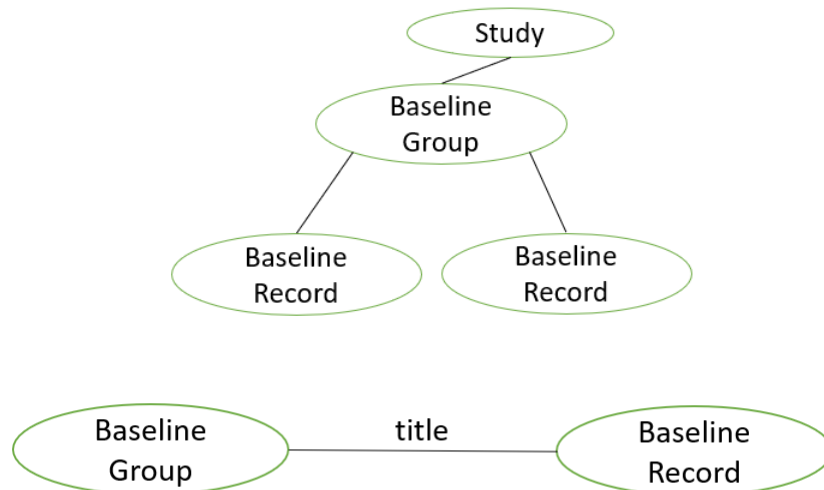 Study
Baseline
Group
Baseline
Record
Baseline
Record
title
Baseline
Group
Baseline
Record